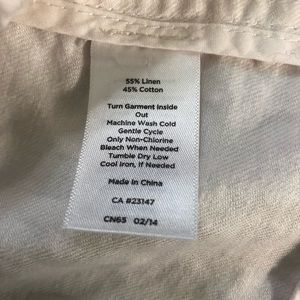 55% Linen
45% Cotton
Turn Garment Inside
Out
Machine Wash Cold
Gentle Cycle
Only Non-Chlorine
Bleach When Needed
Tumble Dry Low
Cool Iron, If Needed
Made in China
CA #23147
CN65 02/14